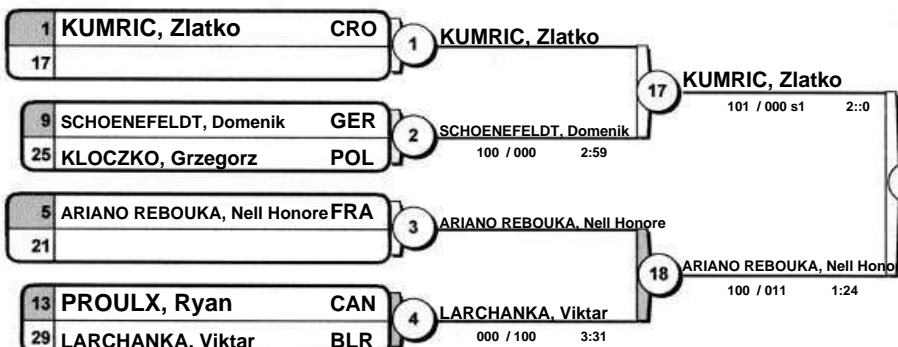 1 KUMRIC, Zlatko CRO
17
1 KUMRIC, Zlatko
9 SCHOENEFELDT, Domenik GER
25 KLOCZKO, Grzegorz POL
2 SCHOENEFELDT, Domenik
100 / 000 2:59
17 KUMRIC, Zlatko
101 / 000 s1 2::0
5 ARIANO REBOUKA, Nell Honore FRA
21
3 ARIANO REBOUKA, Nell Honore
13 PROULX, Ryan CAN
29 LARCHANKA, Viktar BLR
4 LARCHANKA, Viktar
000 / 100 3:31
18 ARIANO REBOUKA, Nell Hono
100 / 011 1:24